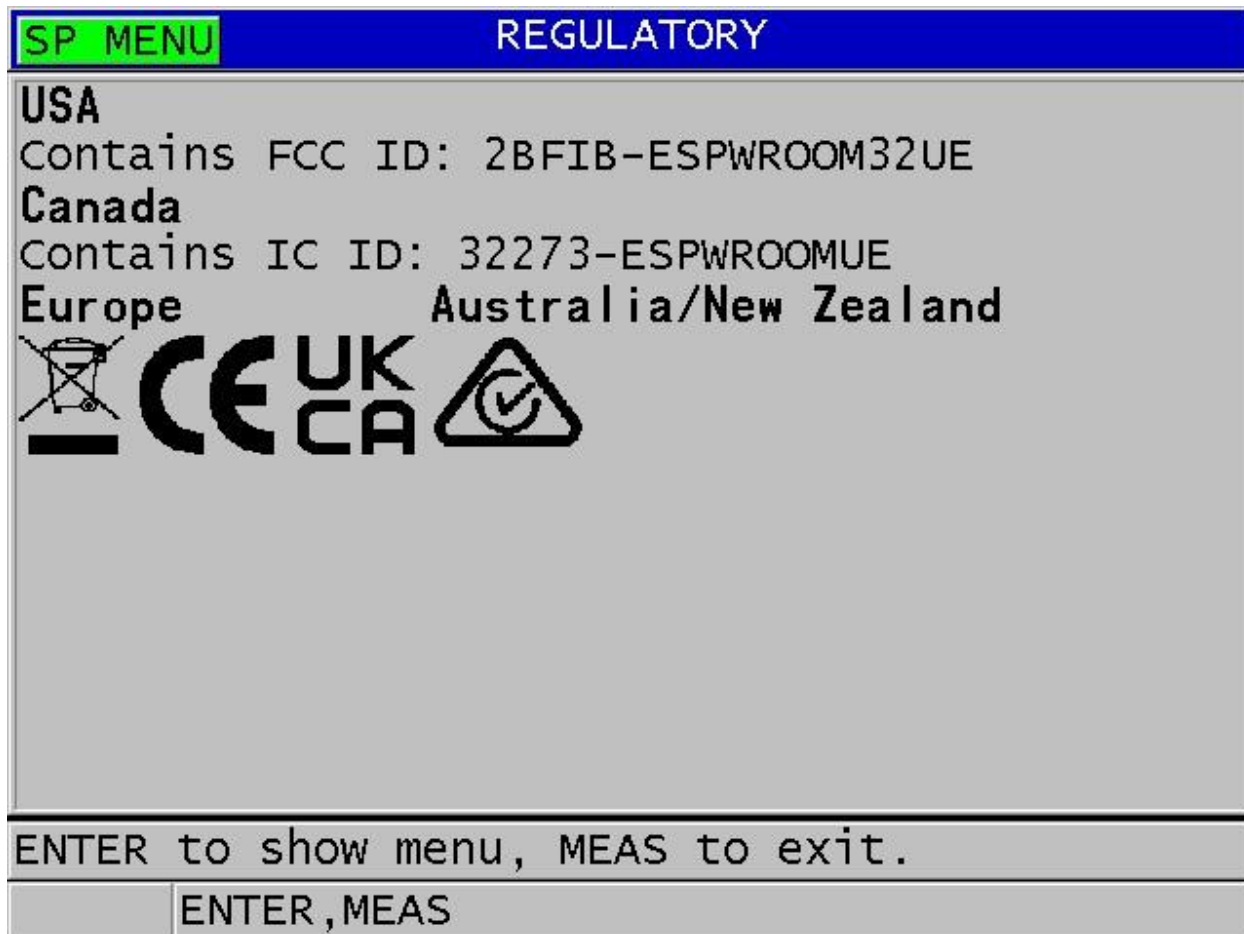 SP MENU REGULATORY
USA
Contains FCC ID: 2BFIB-ESPWROOM32UE
Canada
Contains IC ID: 32273-ESPWROOMUE
Europe Australia/New Zealand
CE UK
CA
ENTER to show menu, MEAS to exit.
ENTER,MEAS